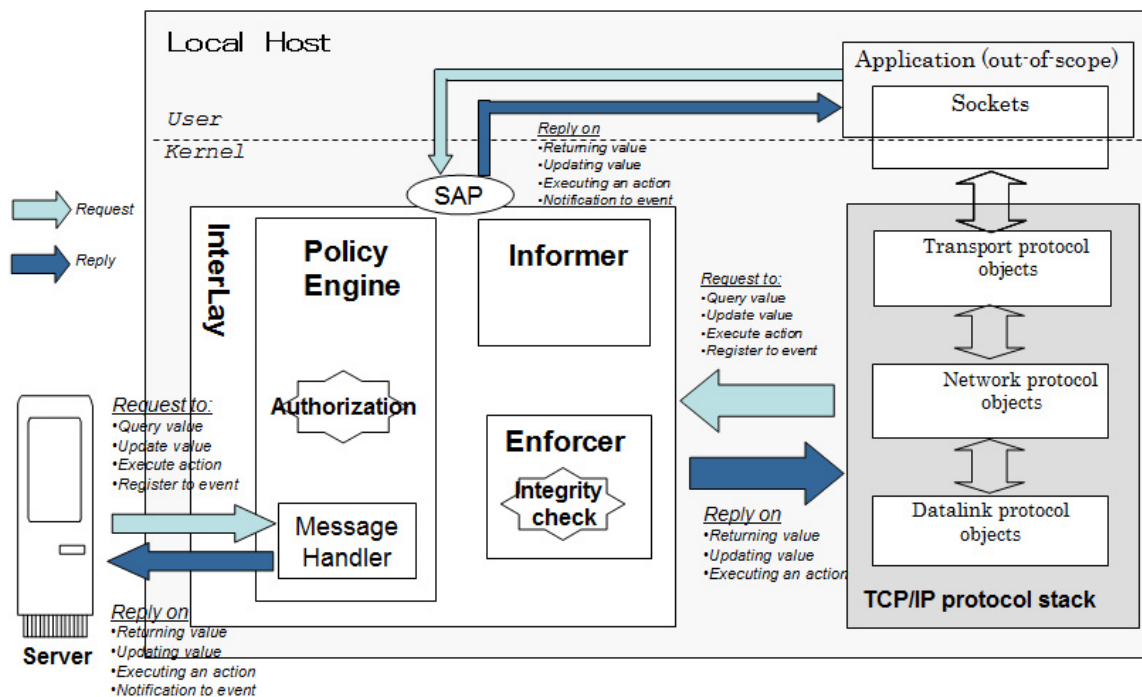 Local Host
Application (out-of-scope)
Sockets
User
Kernel
Reply on
•Returning value
•Updating value
•Executing an action
•Notification to event
SAP
Request
Reply
InterLay
Policy
Engine
Informer
Transport protocol
objects
Request to:
•Query value
•Update value
•Execute action
•Register to event
Network protocol
objects
Authorization
Request to:
•Query value
•Update value
•Execute action
•Register to event
Enforcer
Integrity
check
Message
Handler
Datalink protocol
objects
Reply on
•Returning value
•Updating value
•Executing an action
TCP/IP protocol stack
Reply on
•Returning value
•Updating value
•Executing an action
•Notification to event
Server